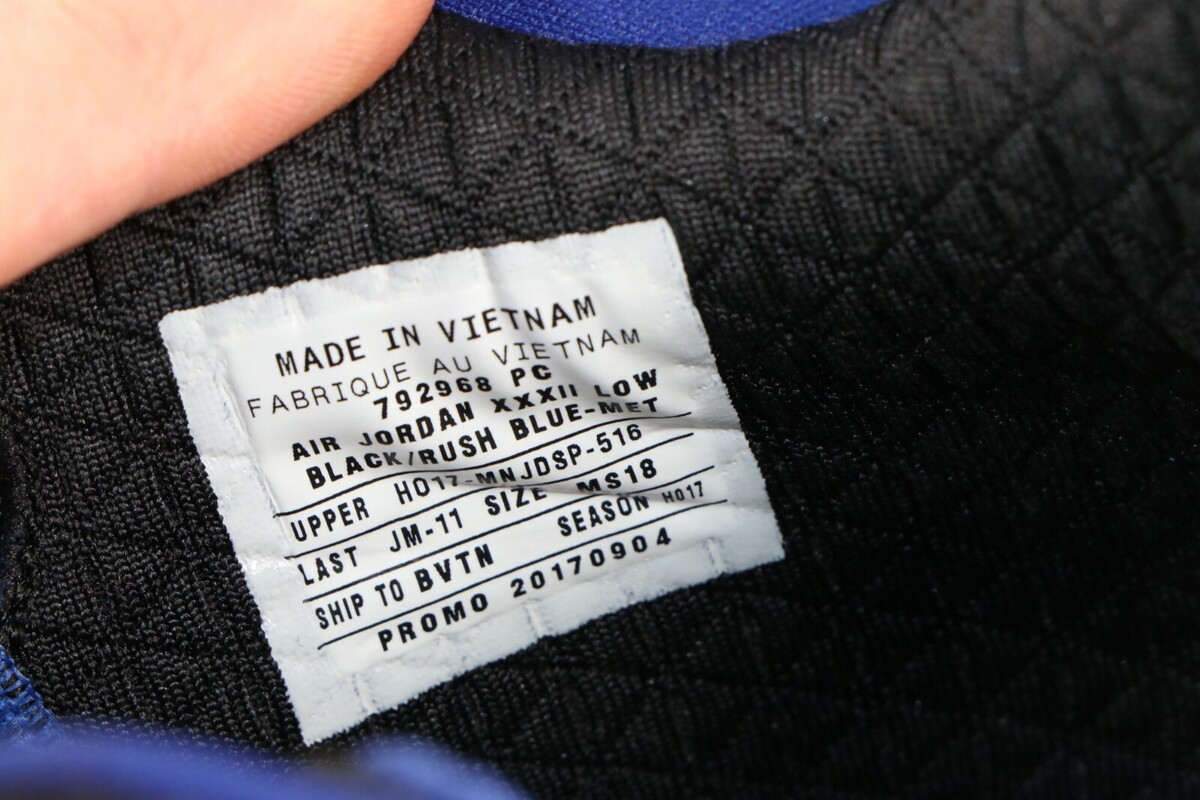 MADE IN VIETNAM
FABRIQUE AU VIETNAM
792968 PC
AIR JORDAN XXXII LOW
BLACK/RUSH BLUE-MET
UPPER HO17-MNJDSP-516
LAST JM-11 SIZE MS18
SHIP TO BVTN SEASON HO17
PROMO 20170904